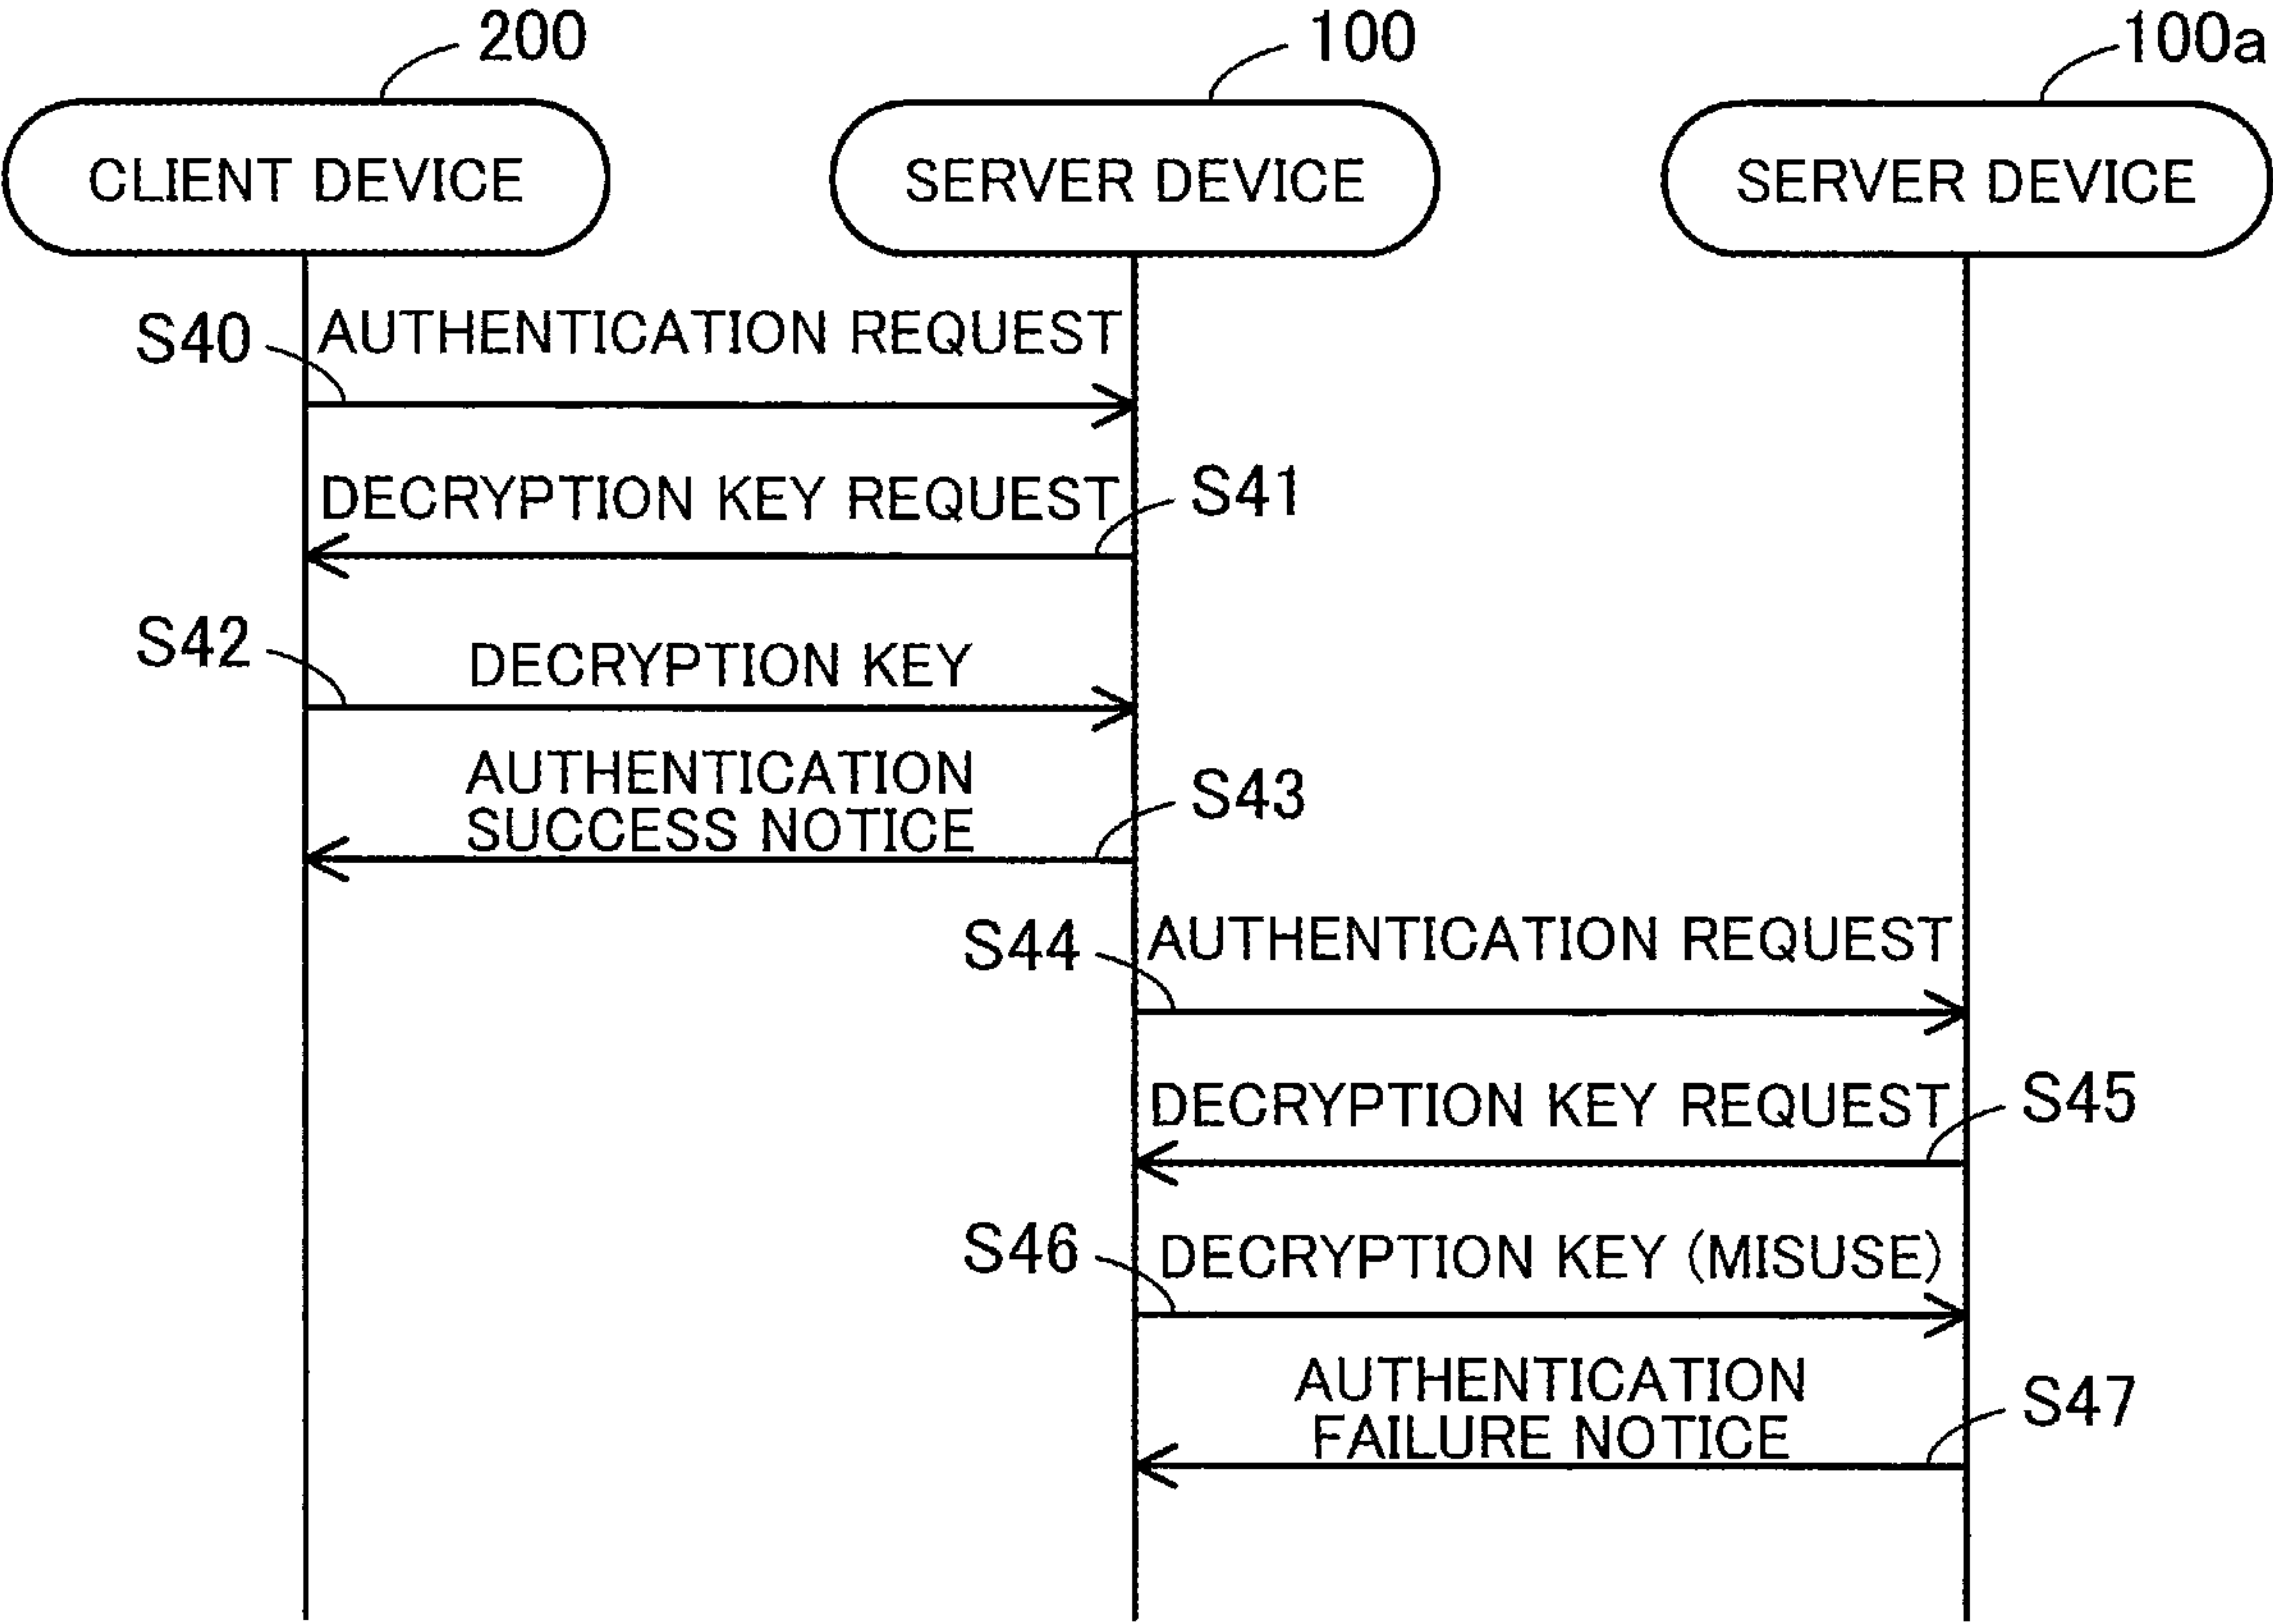 200
100
100a
CLIENT DEVICE
SERVER DEVICE
SERVER DEVICE
S40
AUTHENTICATION REQUEST
DECRYPTION KEY REQUEST
S41
S42
DECRYPTION KEY
AUTHENTICATION
SUCCESS NOTICE
S43
S44
AUTHENTICATION REQUEST
DECRYPTION KEY REQUEST
S45
S46
DECRYPTION KEY (MISUSE)
AUTHENTICATION
FAILURE NOTICE
S47